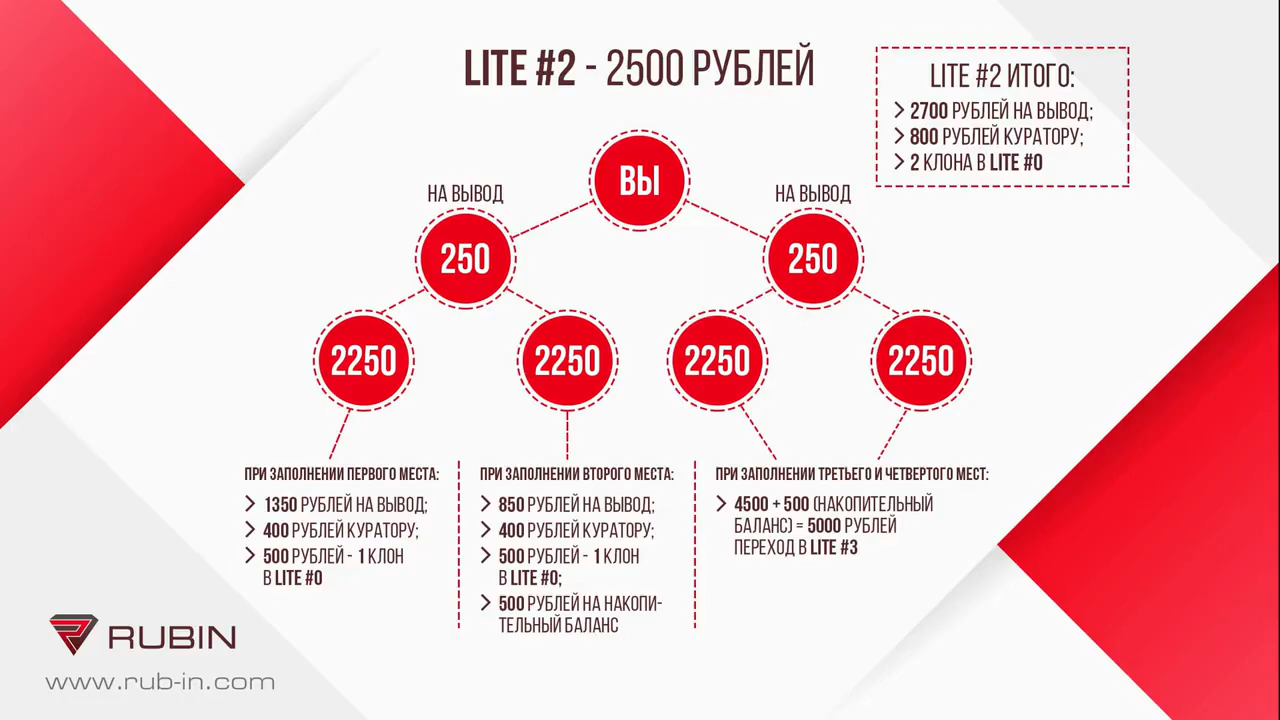 LITE #2 - 2500 РУБЛЕЙ
LITE #2 ИТОГО:
> 2700 РУБЛЕЙ НА ВЫВОД;
> 800 РУБЛЕЙ КУРАТОРУ;
> 2 КЛОНА В LITE #0
ВЫ
НА ВЫВОД
НА ВЫВОД
250
250
2250
2250
2250
2250
ПРИ ЗАПОЛНЕНИИ ПЕРВОГО МЕСТА:
> 1350 РУБЛЕЙ НА ВЫВОД;
> 400 РУБЛЕЙ КУРАТОРУ;
> 500 РУБЛЕЙ - 1 КЛОН
В LITE #0
ПРИ ЗАПОЛНЕНИИ ВТОРОГО МЕСТА:
> 850 РУБЛЕЙ НА ВЫВОД;
> 400 РУБЛЕЙ КУРАТОРУ;
> 500 РУБЛЕЙ - 1 КЛОН
В LITE #0;
> 500 РУБЛЕЙ НА НАКОПИ-
ТЕЛЬНЫЙ БАЛАНС
ПРИ ЗАПОЛНЕНИИ ТРЕТЬЕГО И ЧЕТВЕРТОГО МЕСТ:
> 4500 + 500 (НАКОПИТЕЛЬНЫЙ
БАЛАНС) = 5000 РУБЛЕЙ
ПЕРЕХОД В LITE #3
RUBIN
www.rub-in.com